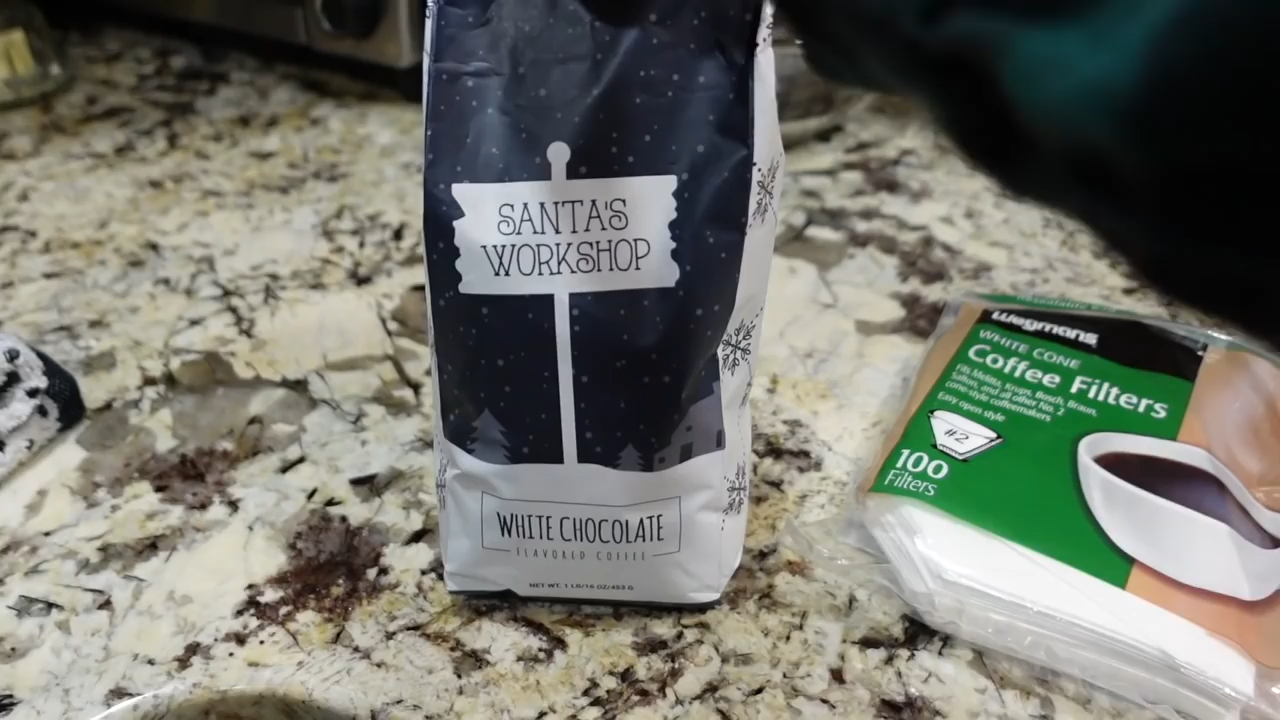 SANTA'S
WORKSHOP
WHITE CHOCOLATE
FLAVORED COFFEE
NET WT. 1 LB/16 OZ/453 G
Resealable
wegmans
WHITE CONE
Coffee Filters
Fits Melitta, Krups, Bosch, Braun,
Salton, and all other No. 2
cone-style coffeemakers
Easy open style
#2
100
Filters